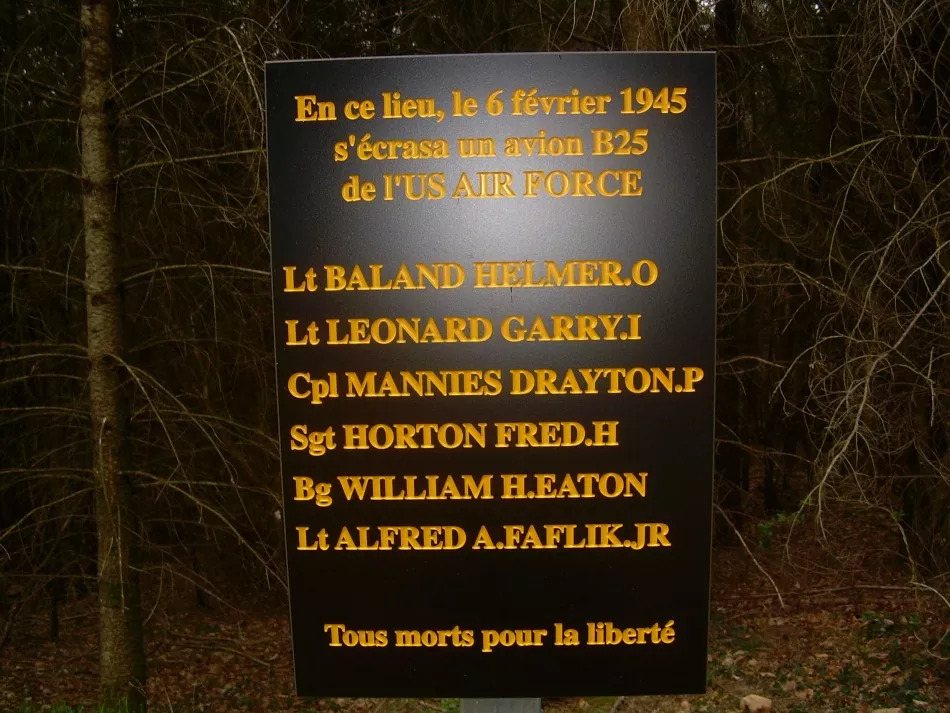 En ce lieu, le 6 février 1945
s'écrasa un avion B25
de l'US AIR FORCE
Lt BALAND HELMER.O
Lt LEONARD GARRY.I
Cpl MANNIES DRAYTON.P
Sgt HORTON FRED.H
Bg WILLIAM H.EATON
Lt ALFRED A.FAFLIK.JR
Tous morts pour la liberté